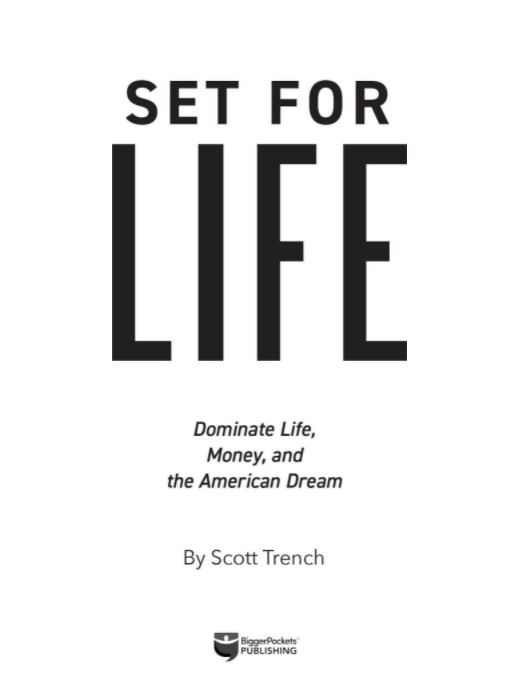 SET FOR
LIFE
Dominate Life,
Money, and
the American Dream
By Scott Trench
BiggerPockets®
PUBLISHING